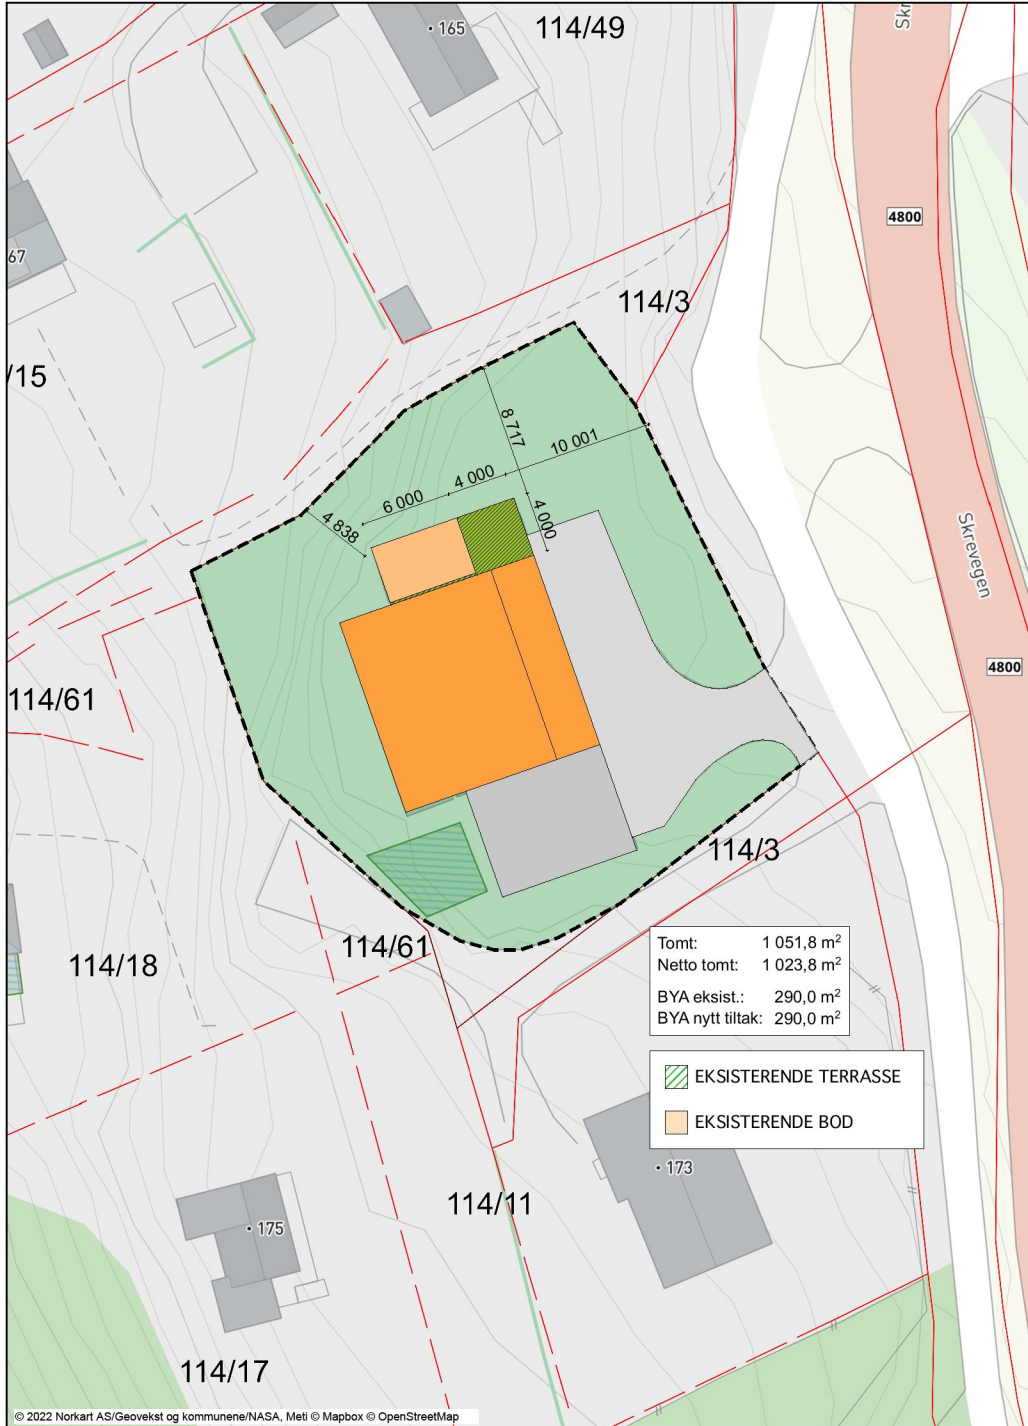 Skr
165
114/49
4800
67
114/3
/15
8 717
10 001
4 000
6 000
4 838
4 000
Skrevegen
4800
114/61
114/3
114/61
114/18
Tomt: 1 051,8 m²
Netto tomt: 1 023,8 m²
BYA eksist.: 290,0 m²
BYA nytt tiltak: 290,0 m²
EKSISTERENDE TERRASSE
EKSISTERENDE BOD
173
114/11
175
114/17
© 2022 Norkart AS/Geovekst og kommunene/NASA, Meti © Mapbox © OpenStreetMap